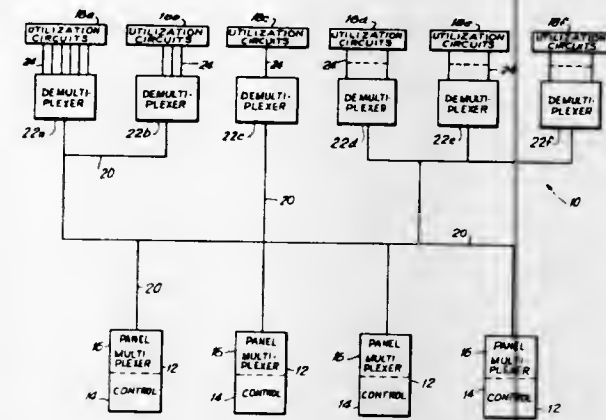 18a 18b 18c 18d 18e 18f
UTILIZATION CIRCUITS UTILIZATION CIRCUITS UTILIZATION CIRCUITS UTILIZATION CIRCUITS UTILIZATION CIRCUITS UTILIZATION CIRCUITS
24 24 24 24 24
DEMULTI-PLEXER DEMULTI-PLEXER DEMULTI-PLEXER DEMULTI-PLEXER DEMULTI-PLEXER DEMULTI-PLEXER
22a 22b 22c 22d 22e 22f
20
20
10
20
20
PANEL PANEL PANEL PANEL
16 16 16 16
MULTI-PLEXER MULTI-PLEXER MULTI-PLEXER MULTI-PLEXER
12 12 12
14 CONTROL 14 CONTROL 14 CONTROL 14 CONTROL
12